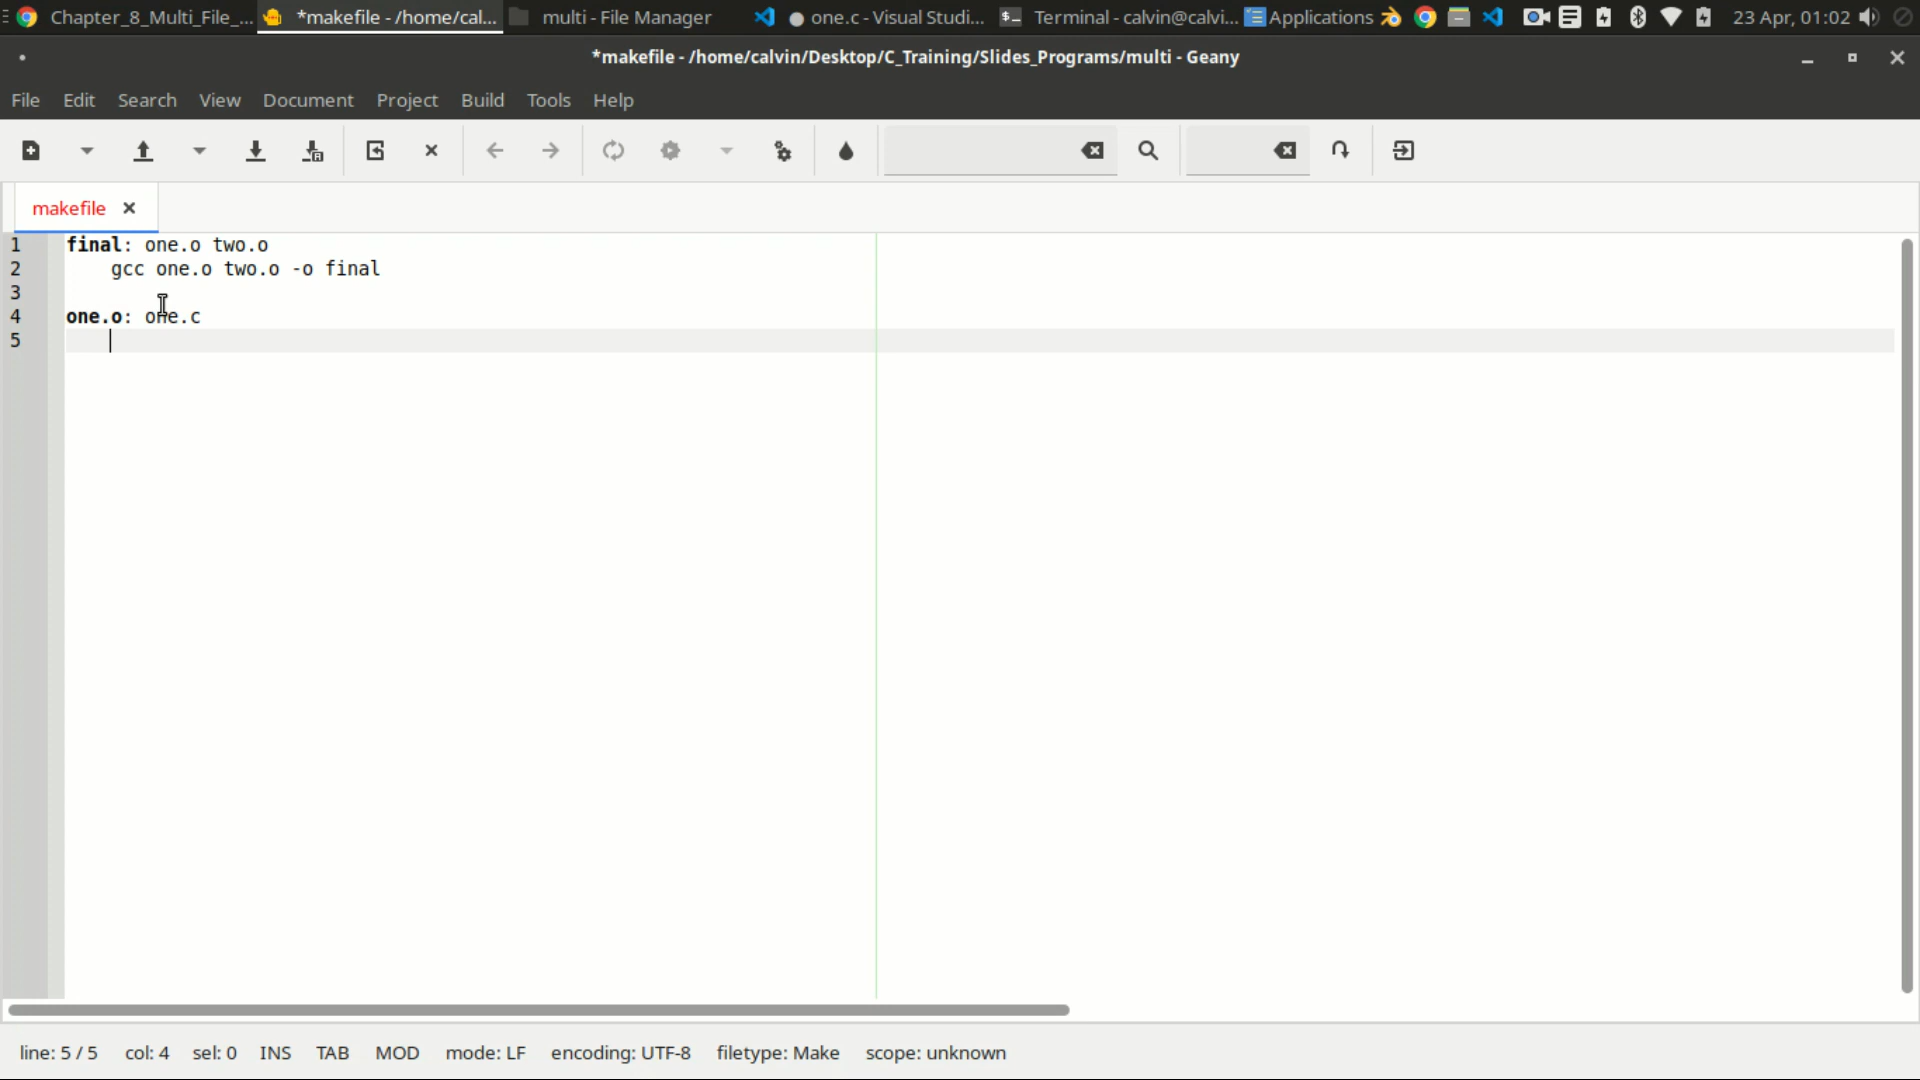 Chapter_8_Multi_File_... *makefile - /home/cal... multi - File Manager one.c - Visual Studi... Terminal - calvin@calvi... Applications 23 Apr, 01:02
*makefile - /home/calvin/Desktop/C_Training/Slides_Programs/multi - Geany
File Edit Search View Document Project Build Tools Help
makefile
1 final: one.o two.o
2 gcc one.o two.o -o final
3
4 one.o: one.c
5
line: 5 / 5 col: 4 sel: 0 INS TAB MOD mode: LF encoding: UTF-8 filetype: Make scope: unknown